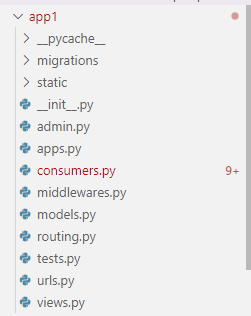 app1
__pycache__
migrations
static
__init__.py
admin.py
apps.py
consumers.py 9+
middlewares.py
models.py
routing.py
tests.py
urls.py
views.py